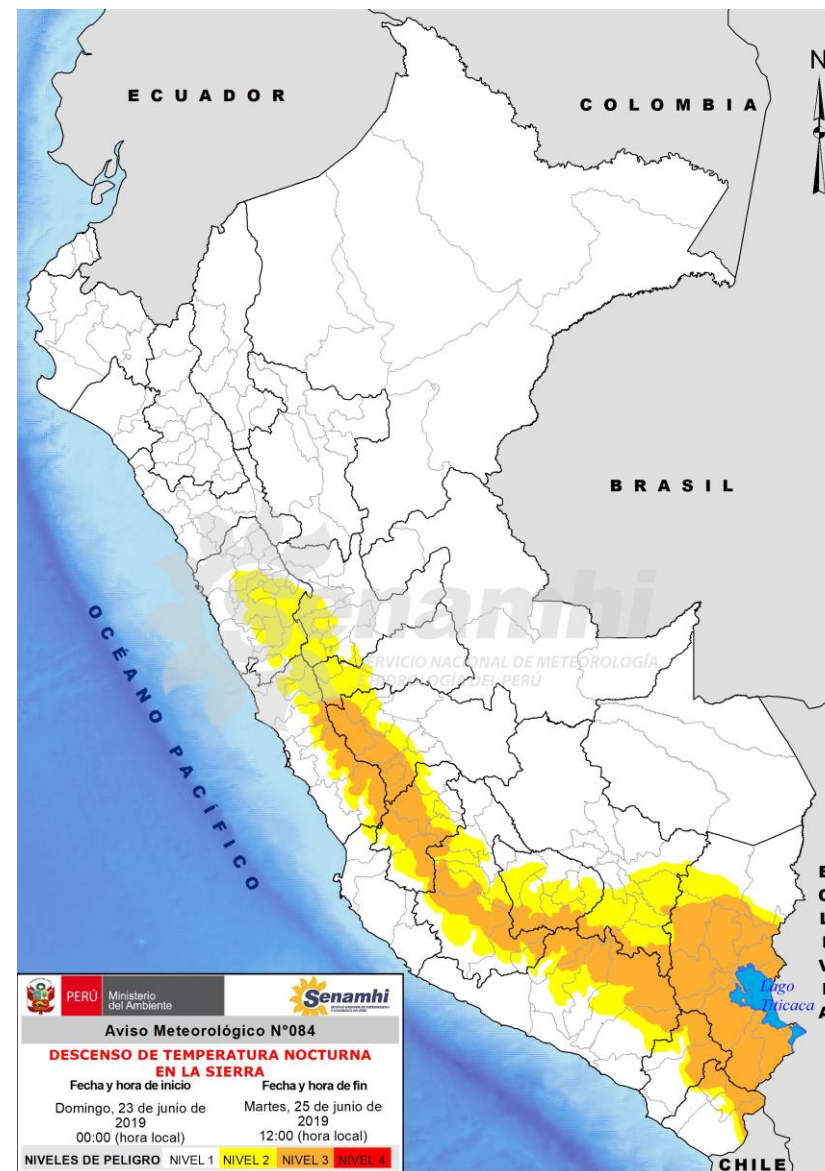 ECUADOR
COLOMBIA
N
BRASIL
OCÉANO PACÍFICO
Senamhi
SERVICIO NACIONAL DE METEOROLOGÍA
E HIDROLOGÍA DEL PERÚ
BOLIVIA
Lago
Titicaca
CHILE
PERÚ
Ministerio
del Ambiente
Senamhi
Aviso Meteorológico N°084
DESCENSO DE TEMPERATURA NOCTURNA
EN LA SIERRA
Fecha y hora de inicio
Domingo, 23 de junio de
2019
00:00 (hora local)
Fecha y hora de fin
Martes, 25 de junio de
2019
12:00 (hora local)
NIVELES DE PELIGRO NIVEL 1 NIVEL 2 NIVEL 3 NIVEL 4